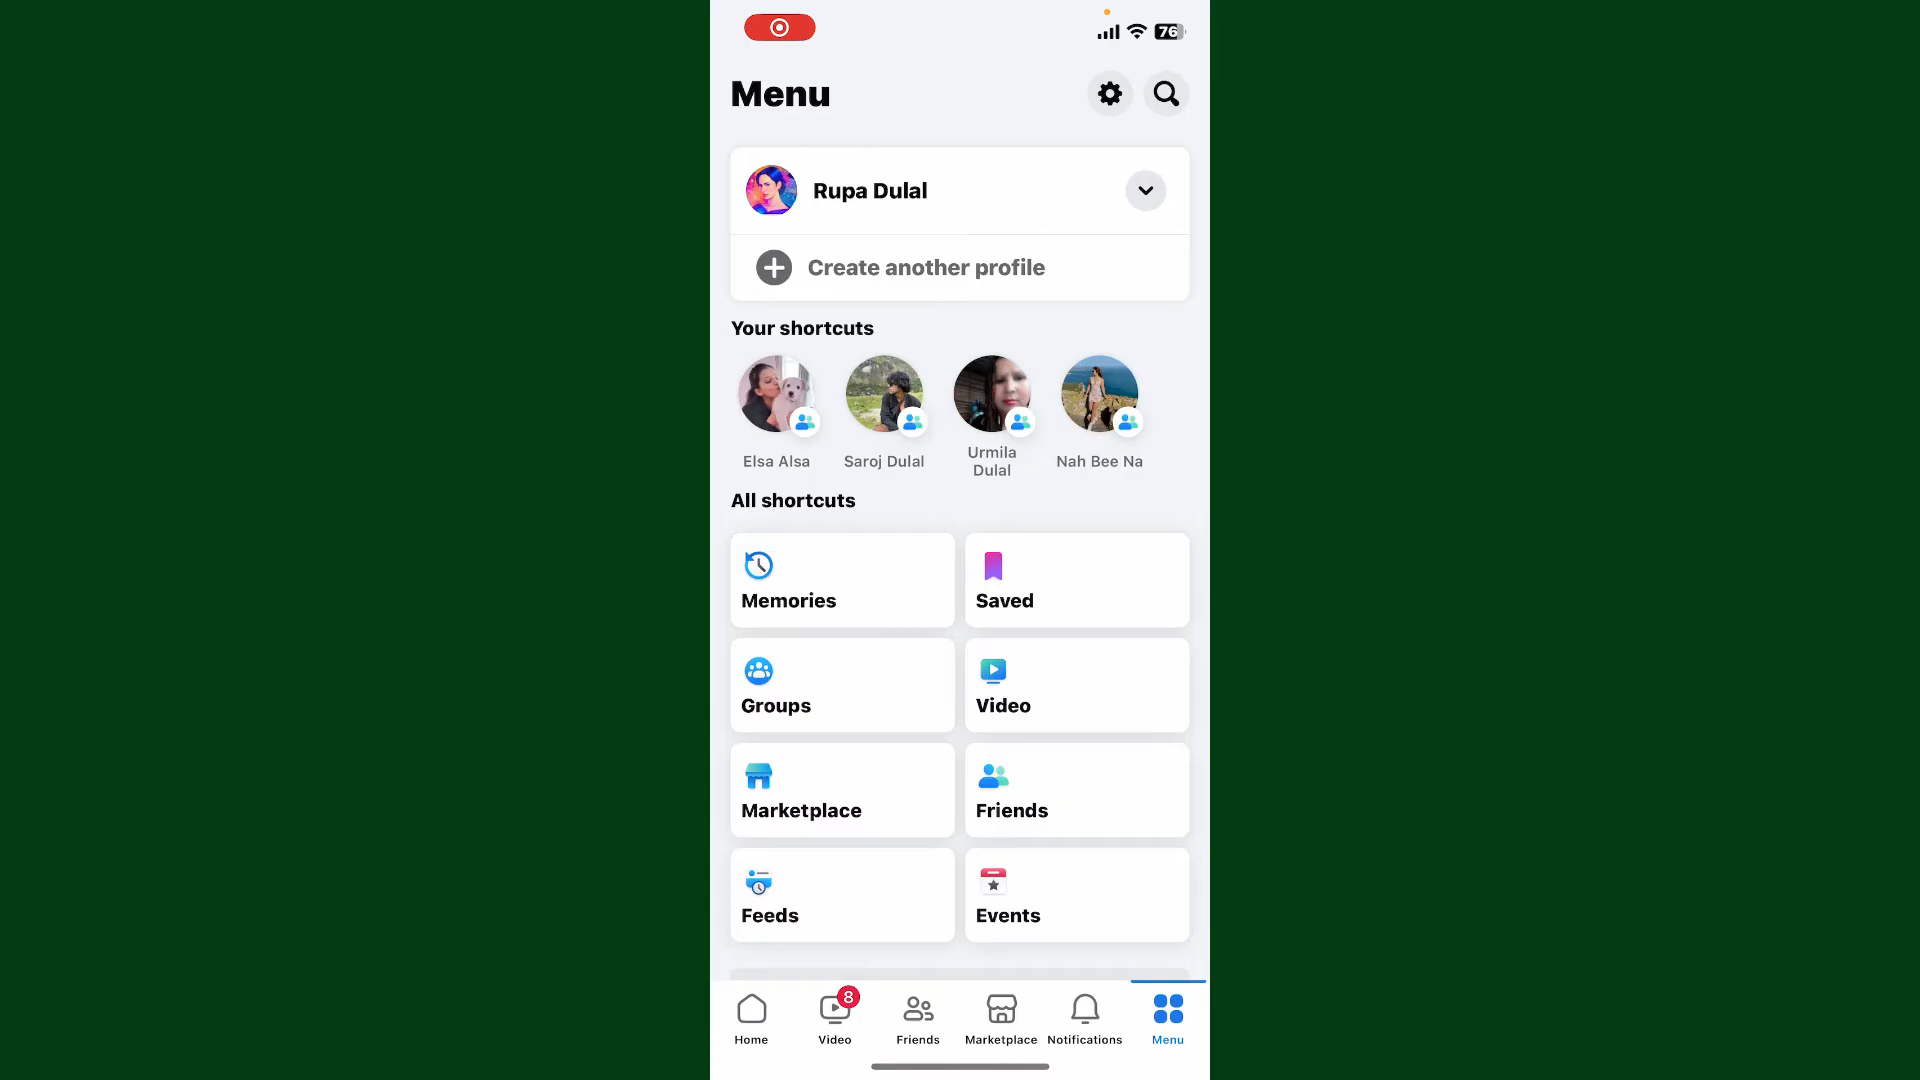 76
Menu
Rupa Dulal
Create another profile
Your shortcuts
Elsa Alsa
Saroj Dulal
Urmila
Dulal
Nah Bee Na
All shortcuts
Memories
Saved
Groups
Video
Marketplace
Friends
Feeds
Events
8
Home
Video
Friends
Marketplace
Notifications
Menu